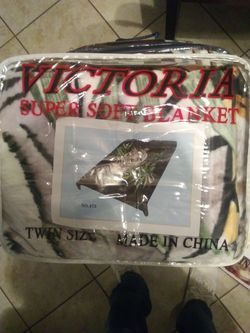 VICTORIA
SUPER SOFT BLANKET
TWIN SIZE MADE IN CHINA